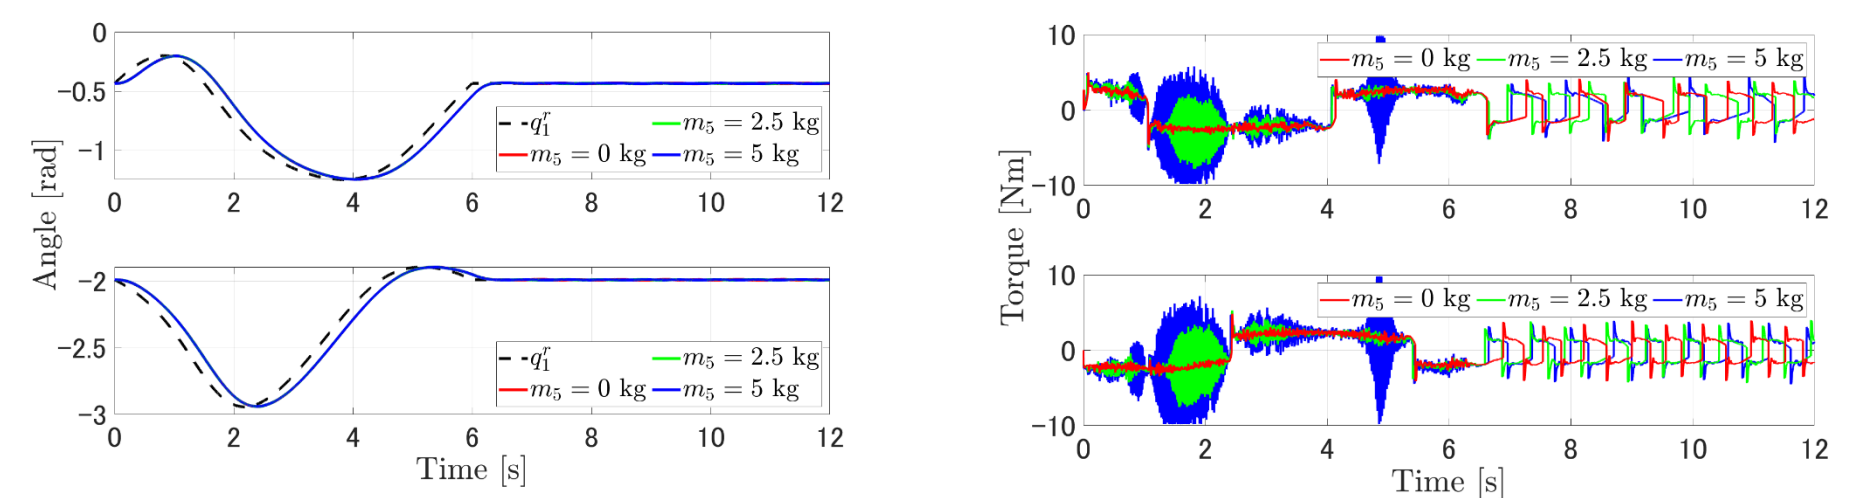 0
−0.5
−1
0 2 4 6 8 10 12
q₁ʳ m₅ = 2.5 kg
m₅ = 0 kg m₅ = 5 kg
Angle [rad]
−2
−2.5
−3
0 2 4 6 8 10 12
q₁ʳ m₅ = 2.5 kg
m₅ = 0 kg m₅ = 5 kg
Time [s]
10
0
−10
0 2 4 6 8 10 12
m₅ = 0 kg m₅ = 2.5 kg m₅ = 5 kg
Torque [Nm]
10
0
−10
0 2 4 6 8 10 12
m₅ = 0 kg m₅ = 2.5 kg m₅ = 5 kg
Time [s]